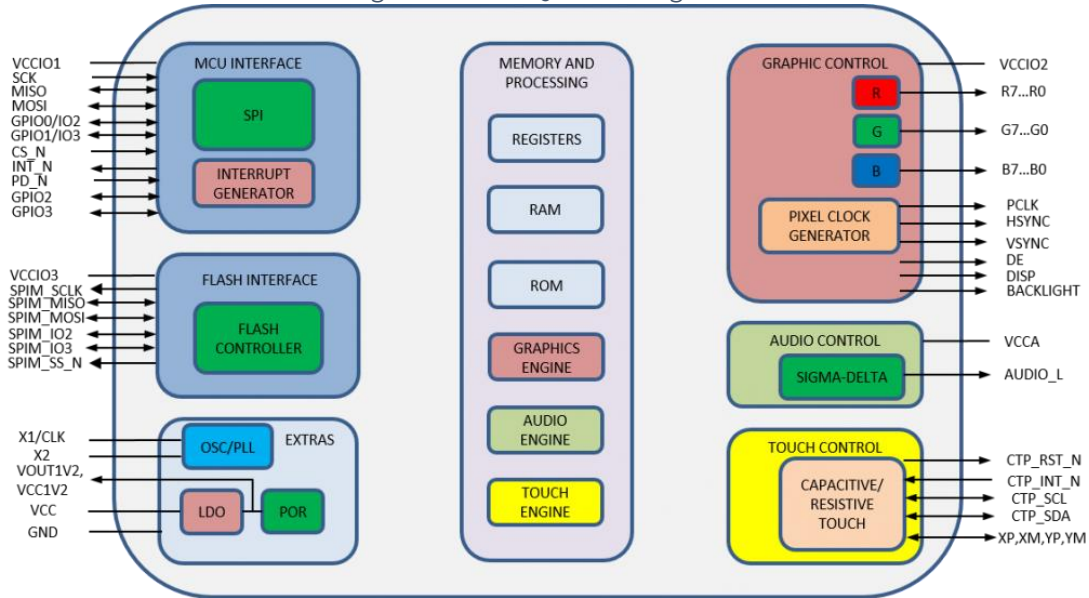 VCCIO1
SCK
MISO
MOSI
GPIO0/IO2
GPIO1/IO3
CS_N
INT_N
PD_N
GPIO2
GPIO3
MCU INTERFACE
SPI
INTERRUPT
GENERATOR
VCCIO3
SPIM_SCLK
SPIM_MISO
SPIM_MOSI
SPIM_IO2
SPIM_IO3
SPIM_SS_N
FLASH INTERFACE
FLASH
CONTROLLER
X1/CLK
X2
VOUT1V2,
VCC1V2
VCC
GND
OSC/PLL
EXTRAS
LDO
POR
MEMORY AND
PROCESSING
REGISTERS
RAM
ROM
GRAPHICS
ENGINE
AUDIO
ENGINE
TOUCH
ENGINE
GRAPHIC CONTROL
R
G
B
PIXEL CLOCK
GENERATOR
VCCIO2
R7...R0
G7...G0
B7...B0
PCLK
HSYNC
VSYNC
DE
DISP
BACKLIGHT
AUDIO CONTROL
SIGMA-DELTA
VCCA
AUDIO_L
TOUCH CONTROL
CAPACITIVE/
RESISTIVE
TOUCH
CTP_RST_N
CTP_INT_N
CTP_SCL
CTP_SDA
XP,XM,YP,YM